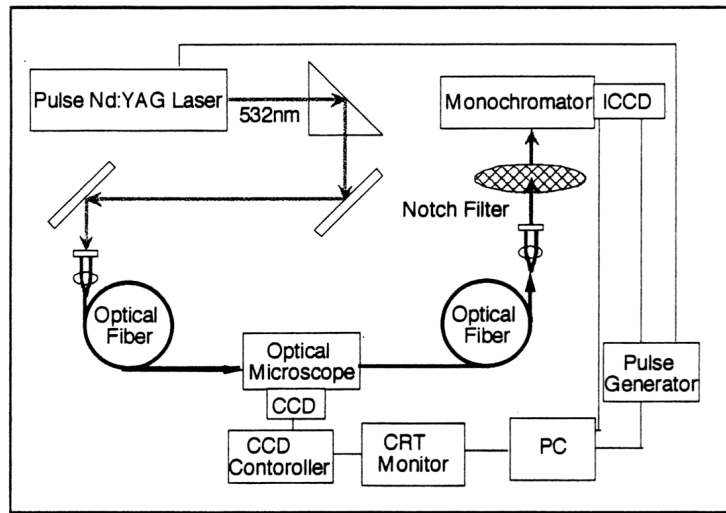 Pulse Nd:YAG Laser
532nm
Monochromator
ICCD
Notch Filter
Optical
Fiber
Optical
Fiber
Optical
Microscope
CCD
Pulse
Generator
CCD
Contoroller
CRT
Monitor
PC